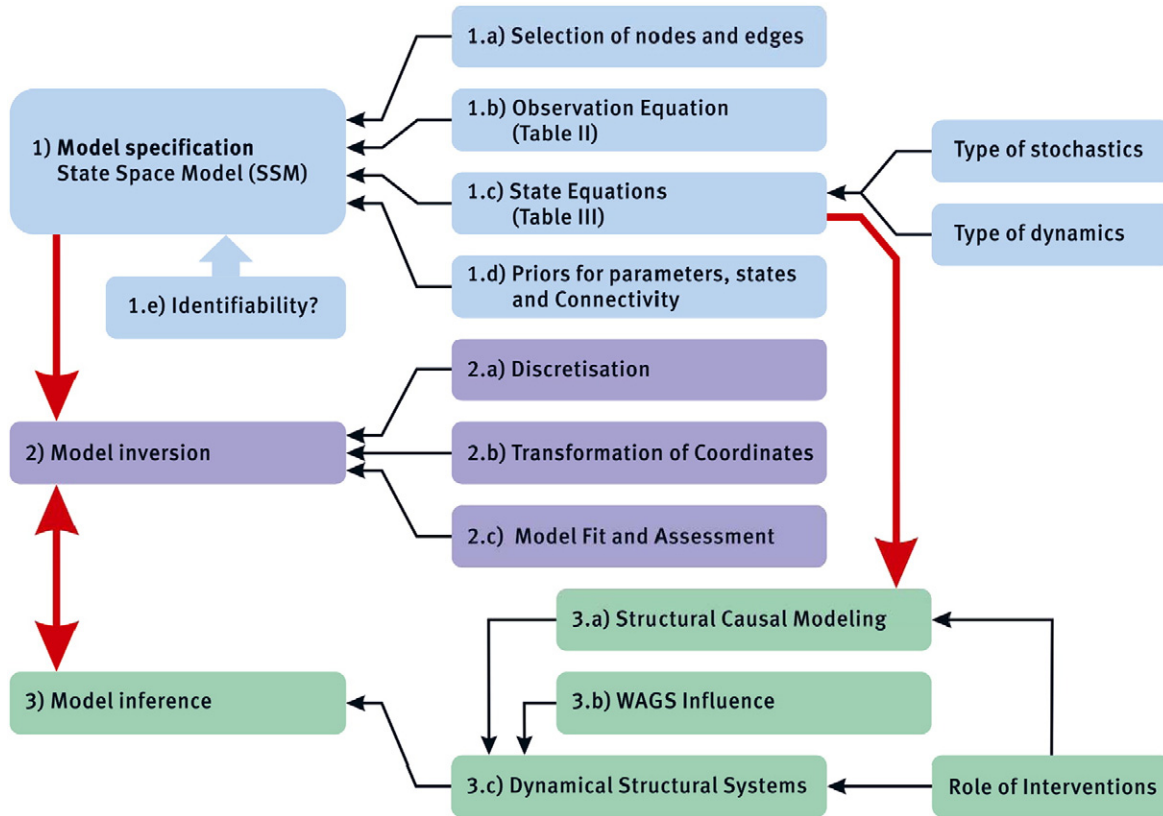 1.a) Selection of nodes and edges
1.b) Observation Equation
(Table II)
1) Model specification
State Space Model (SSM)
Type of stochastics
1.c) State Equations
(Table III)
Type of dynamics
1.d) Priors for parameters, states
and Connectivity
1.e) Identifiability?
2.a) Discretisation
2) Model inversion
2.b) Transformation of Coordinates
2.c) Model Fit and Assessment
3.a) Structural Causal Modeling
3) Model inference
3.b) WAGS Influence
3.c) Dynamical Structural Systems
Role of Interventions